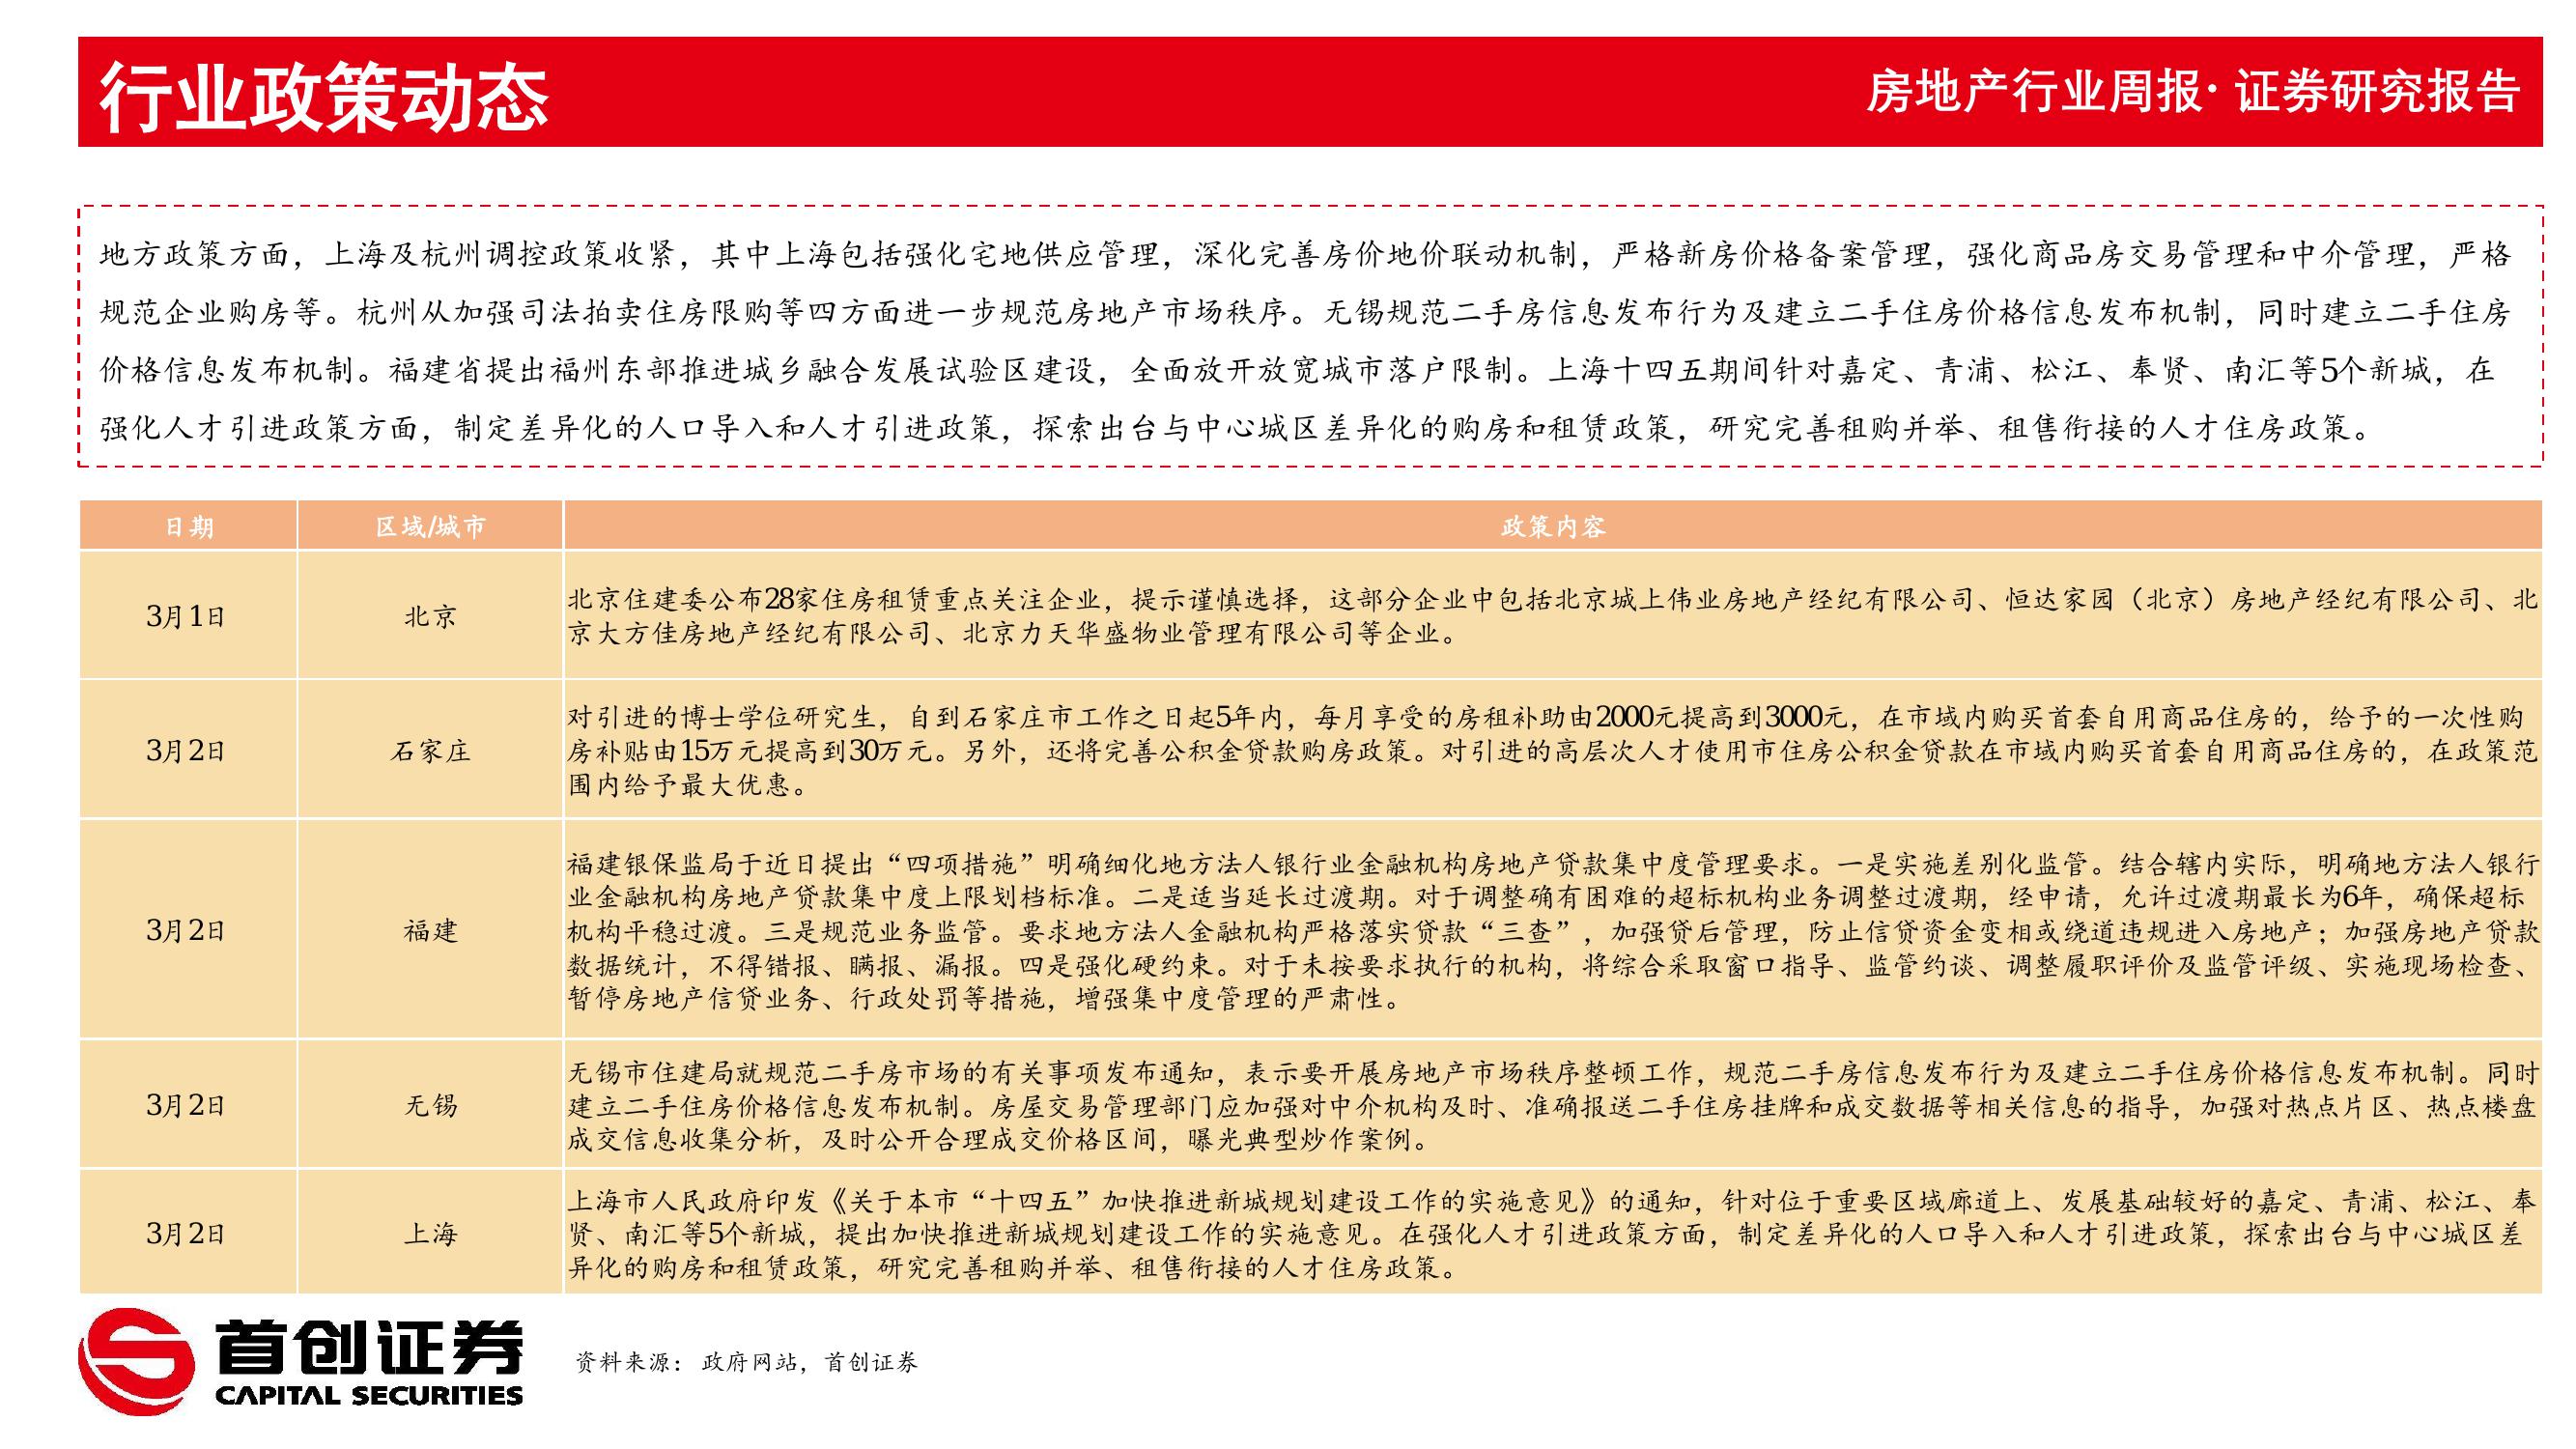 行业政策动态
房地产行业周报· 证券研究报告
地方政策方面，上海及杭州调控政策收紧，其中上海包括强化宅地供应管理，深化完善房价地价联动机制，严格新房价格备案管理，强化商品房交易管理和中介管理，严格
规范企业购房等。杭州从加强司法拍卖住房限购等四方面进一步规范房地产市场秩序。无锡规范二手房信息发布行为及建立二手住房价格信息发布机制，同时建立二手住房
价格信息发布机制。福建省提出福州东部推进城乡融合发展试验区建设，全面放开放宽城市落户限制。上海十四五期间针对嘉定、青浦、松江、奉贤、南汇等5个新城，在
强化人才引进政策方面，制定差异化的人口导入和人才引进政策，探索出台与中心城区差异化的购房和租赁政策，研究完善租购并举、租售衔接的人才住房政策。
日期 区域/城市 政策内容
3月1日 北京
北京住建委公布28家住房租赁重点关注企业，提示谨慎选择，这部分企业中包括北京城上伟业房地产经纪有限公司、恒达家园（北京）房地产经纪有限公司、北
京大方佳房地产经纪有限公司、北京力天华盛物业管理有限公司等企业。
3月2日 石家庄
对引进的博士学位研究生，自到石家庄市工作之日起5年内，每月享受的房租补助由2000元提高到3000元，在市域内购买首套自用商品住房的，给予的一次性购
房补贴由15万元提高到30万元。另外，还将完善公积金贷款购房政策。对引进的高层次人才使用市住房公积金贷款在市域内购买首套自用商品住房的，在政策范
围内给予最大优惠。
3月2日 福建
福建银保监局于近日提出“四项措施”明确细化地方法人银行业金融机构房地产贷款集中度管理要求。一是实施差别化监管。结合辖内实际，明确地方法人银行
业金融机构房地产贷款集中度上限划档标准。二是适当延长过渡期。对于调整确有困难的超标机构业务调整过渡期，经申请，允许过渡期最长为6年，确保超标
机构平稳过渡。三是规范业务监管。要求地方法人金融机构严格落实贷款“三查”，加强贷后管理，防止信贷资金变相或绕道违规进入房地产；加强房地产贷款
数据统计，不得错报、瞒报、漏报。四是强化硬约束。对于未按要求执行的机构，将综合采取窗口指导、监管约谈、调整履职评价及监管评级、实施现场检查、
暂停房地产信贷业务、行政处罚等措施，增强集中度管理的严肃性。
3月2日 无锡
无锡市住建局就规范二手房市场的有关事项发布通知，表示要开展房地产市场秩序整顿工作，规范二手房信息发布行为及建立二手住房价格信息发布机制。同时
建立二手住房价格信息发布机制。房屋交易管理部门应加强对中介机构及时、准确报送二手住房挂牌和成交数据等相关信息的指导，加强对热点片区、热点楼盘
成交信息收集分析，及时公开合理成交价格区间，曝光典型炒作案例。
3月2日 上海
上海市人民政府印发《关于本市“十四五”加快推进新城规划建设工作的实施意见》的通知，针对位于重要区域廊道上、发展基础较好的嘉定、青浦、松江、奉
贤、南汇等5个新城，提出加快推进新城规划建设工作的实施意见。在强化人才引进政策方面，制定差异化的人口导入和人才引进政策，探索出台与中心城区差
异化的购房和租赁政策，研究完善租购并举、租售衔接的人才住房政策。
首创证券
CAPITAL SECURITIES
资料来源：政府网站，首创证券